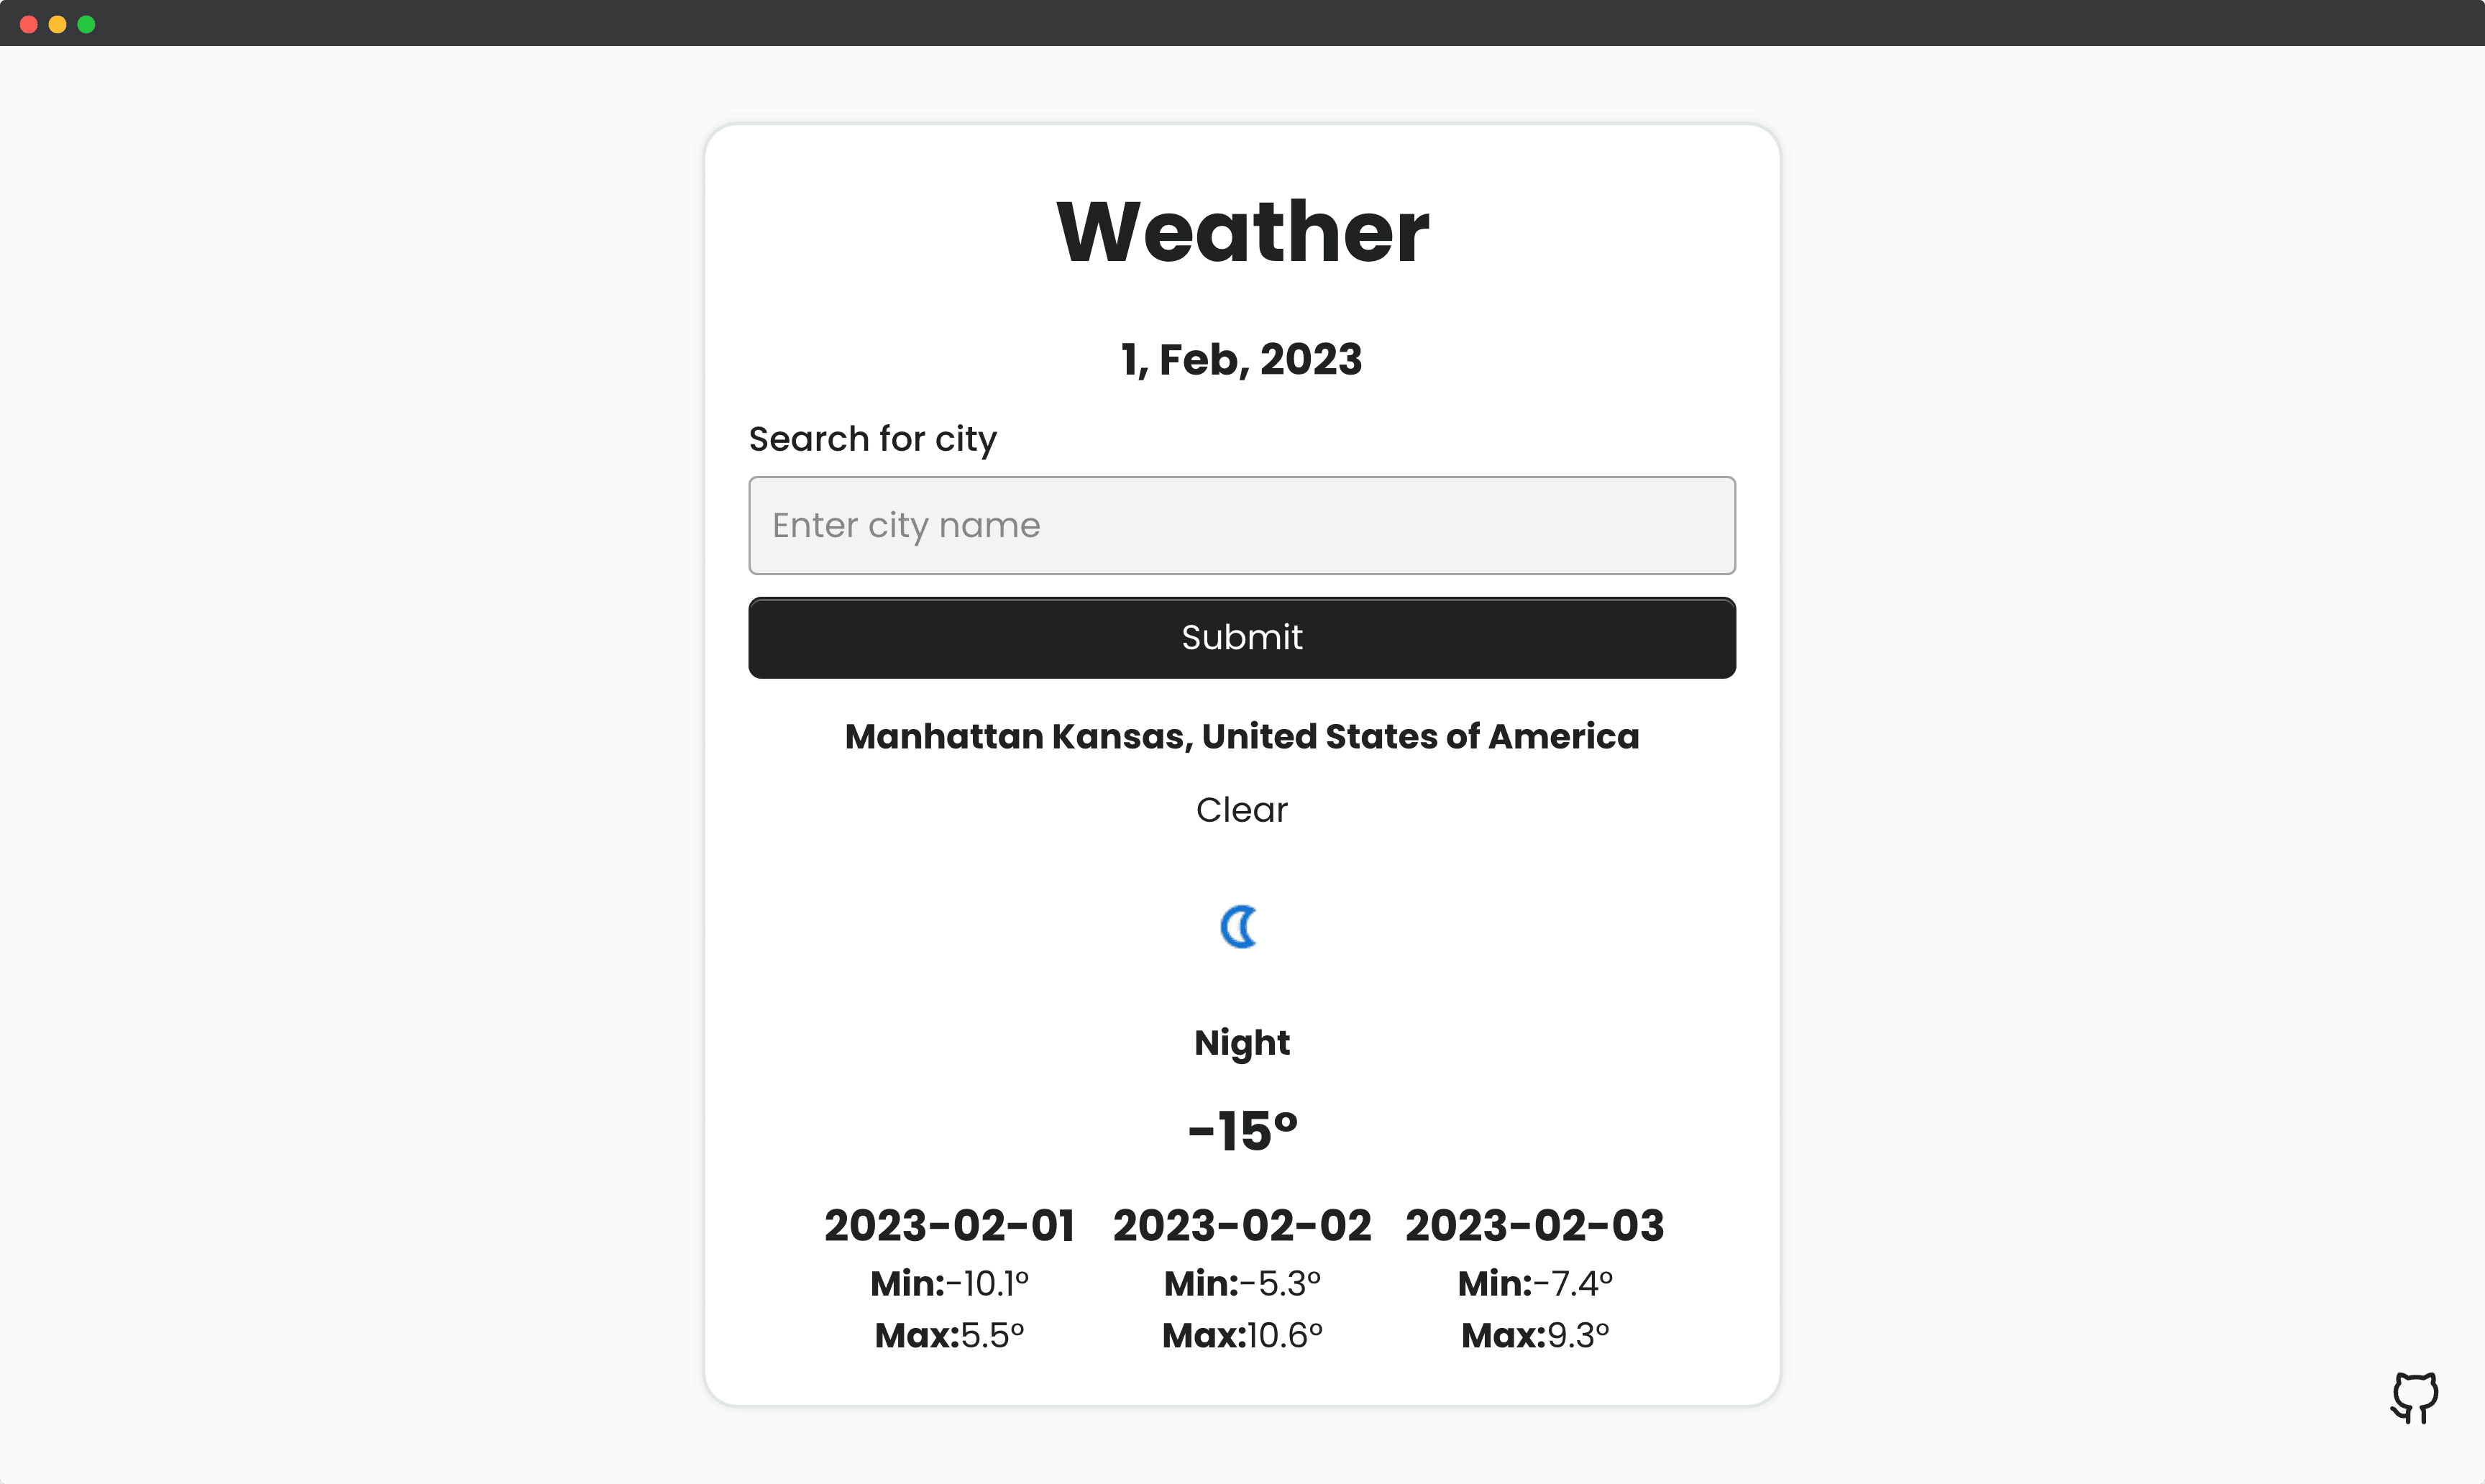 Weather
1, Feb, 2023
Search for city
Enter city name
Submit
Manhattan Kansas, United States of America
Clear
Night
-15°
2023-02-01 2023-02-02 2023-02-03
Min:-10.1° Min:-5.3° Min:-7.4°
Max:5.5° Max:10.6° Max:9.3°